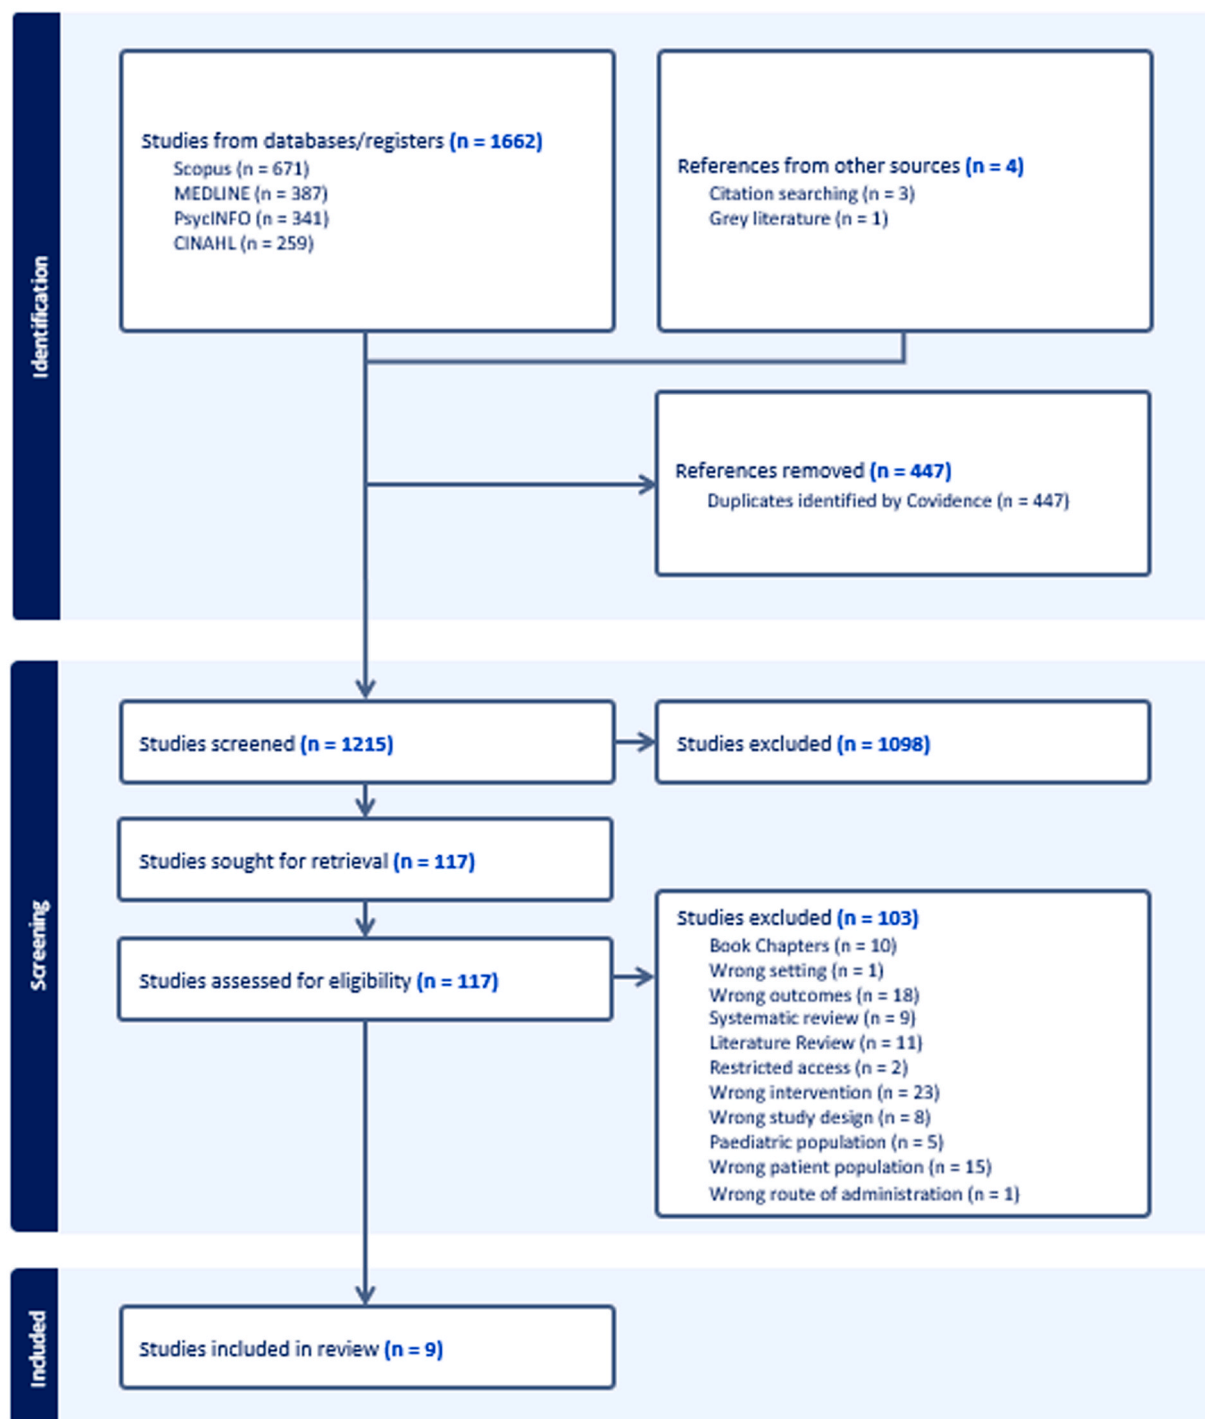 Identification
Studies from databases/registers (n = 1662)
Scopus (n = 671)
MEDLINE (n = 387)
PsycINFO (n = 341)
CINAHL (n = 259)
References from other sources (n = 4)
Citation searching (n = 3)
Grey literature (n = 1)
References removed (n = 447)
Duplicates identified by Covidence (n = 447)
Screening
Studies screened (n = 1215)
Studies excluded (n = 1098)
Studies sought for retrieval (n = 117)
Studies assessed for eligibility (n = 117)
Studies excluded (n = 103)
Book Chapters (n = 10)
Wrong setting (n = 1)
Wrong outcomes (n = 18)
Systematic review (n = 9)
Literature Review (n = 11)
Restricted access (n = 2)
Wrong intervention (n = 23)
Wrong study design (n = 8)
Paediatric population (n = 5)
Wrong patient population (n = 15)
Wrong route of administration (n = 1)
Included
Studies included in review (n = 9)